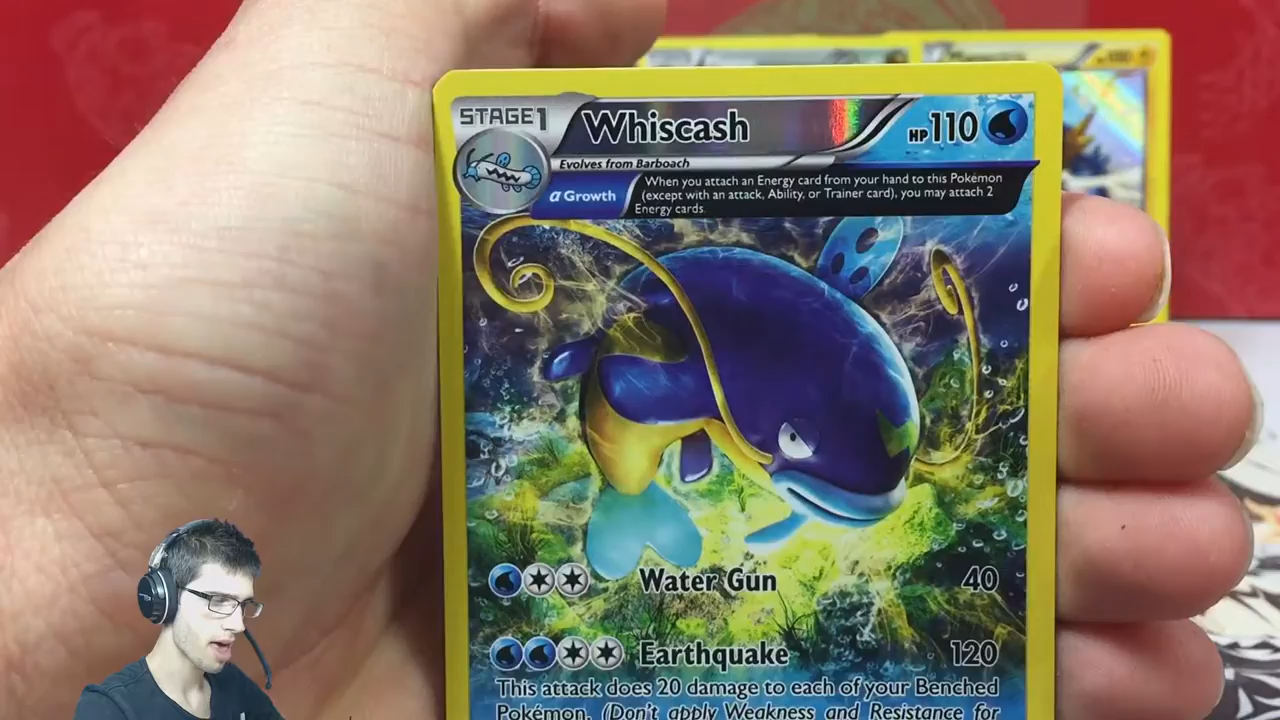 STAGE1
Whiscash
HP110
Evolves from Barboach
α Growth
When you attach an Energy card from your hand to this Pokémon
(except with an attack, Ability, or Trainer card), you may attach 2
Energy cards.
Water Gun 40
Earthquake 120
This attack does 20 damage to each of your Benched
Pokémon. (Don't apply Weakness and Resistance for